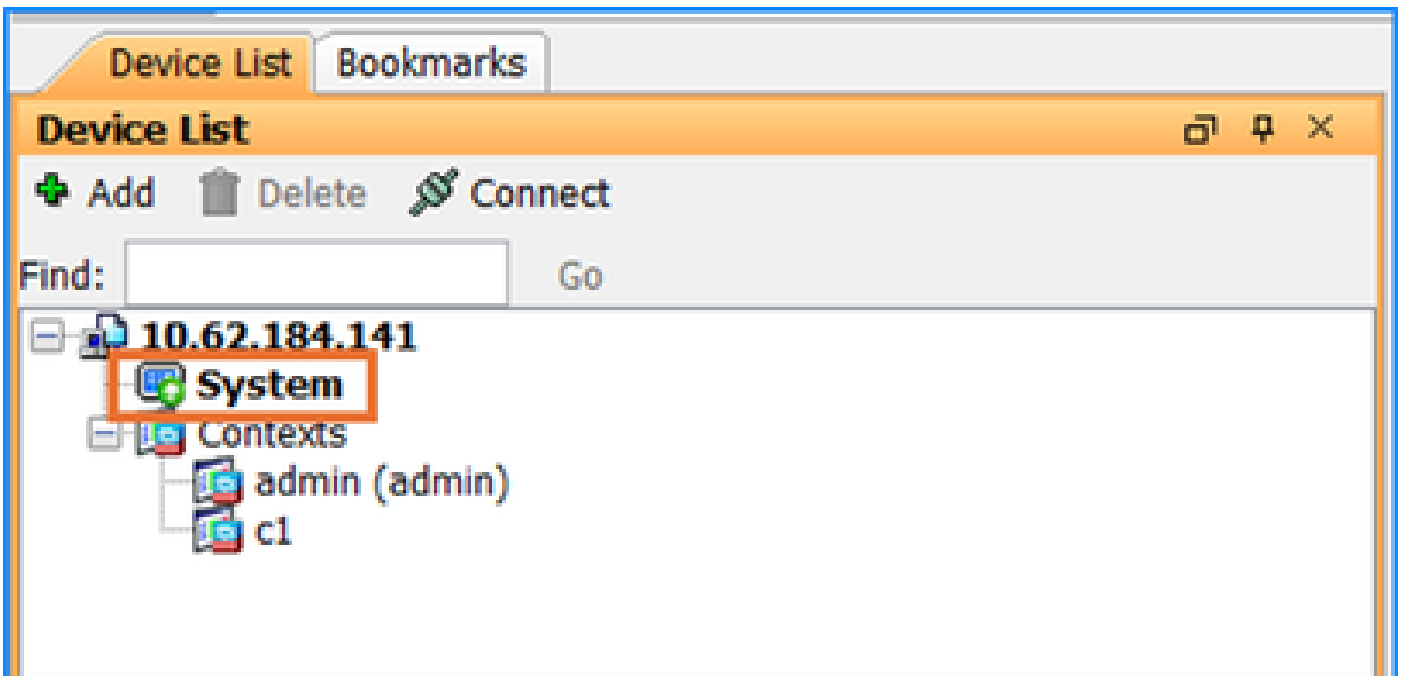 Device List Bookmarks
Device List
Add Delete Connect
Find: Go
10.62.184.141
System
Contexts
admin (admin)
c1